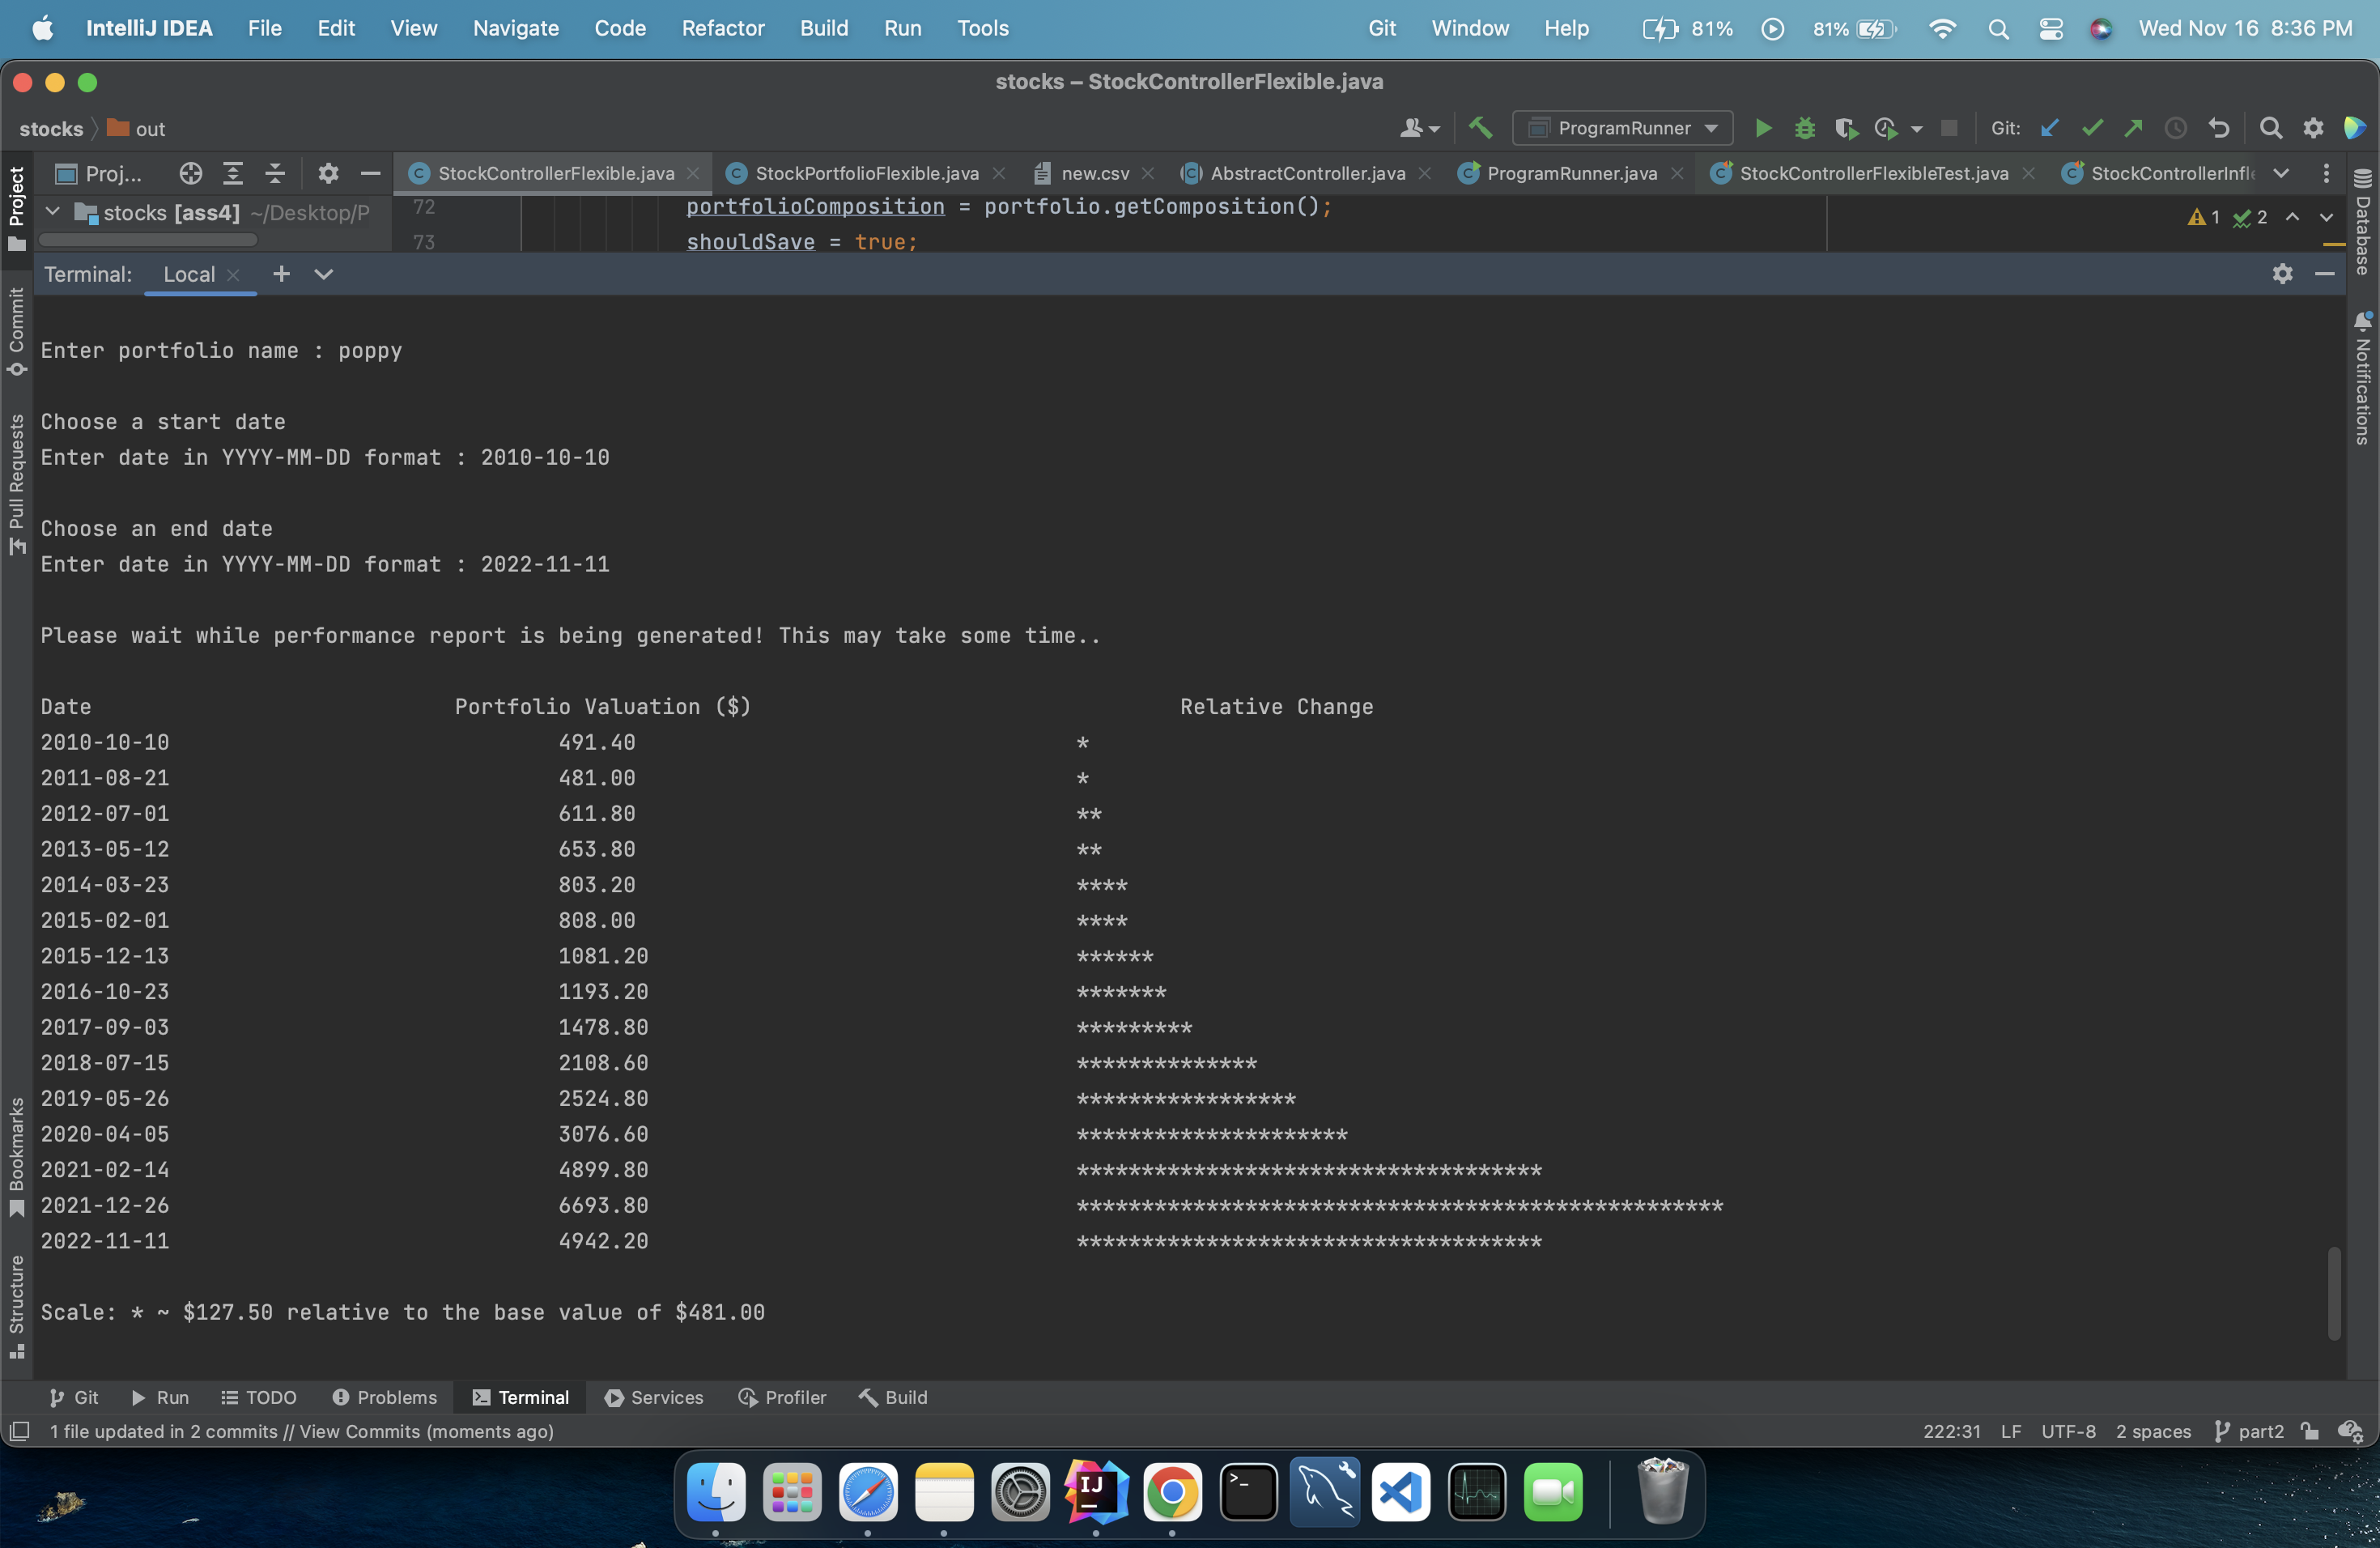 IntelliJ IDEA File Edit View Navigate Code Refactor Build Run Tools Git Window Help 81% 81% Wed Nov 16 8:36 PM
stocks – StockControllerFlexible.java
stocks out ProgramRunner Git:
Proj... StockControllerFlexible.java StockPortfolioFlexible.java new.csv AbstractController.java ProgramRunner.java StockControllerFlexibleTest.java StockControllerInfle
stocks [ass4] ~/Desktop/P
72 portfolioComposition = portfolio.getComposition();
73 shouldSave = true;
1 2
Terminal: Local
Enter portfolio name : poppy
Choose a start date
Enter date in YYYY-MM-DD format : 2010-10-10
Choose an end date
Enter date in YYYY-MM-DD format : 2022-11-11
Please wait while performance report is being generated! This may take some time..
Date Portfolio Valuation ($) Relative Change
2010-10-10 491.40 *
2011-08-21 481.00 *
2012-07-01 611.80 **
2013-05-12 653.80 **
2014-03-23 803.20 ****
2015-02-01 808.00 ****
2015-12-13 1081.20 ******
2016-10-23 1193.20 *******
2017-09-03 1478.80 *********
2018-07-15 2108.60 **************
2019-05-26 2524.80 *****************
2020-04-05 3076.60 *********************
2021-02-14 4899.80 ************************************
2021-12-26 6693.80 **************************************************
2022-11-11 4942.20 ************************************
Scale: * ~ $127.50 relative to the base value of $481.00
Project
Commit
Pull Requests
Bookmarks
Structure
Database
Notifications
Git Run TODO Problems Terminal Services Profiler Build
1 file updated in 2 commits // View Commits (moments ago) 222:31 LF UTF-8 2 spaces part2
IJ